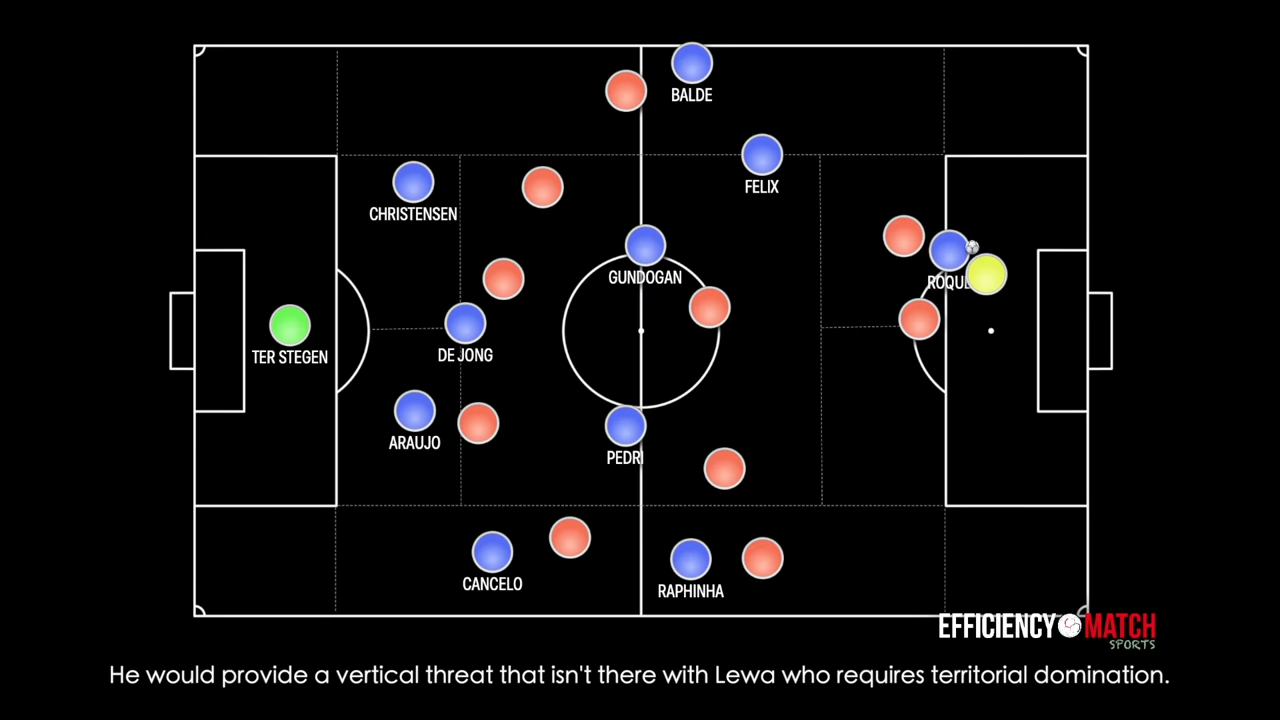 BALDE
FELIX
CHRISTENSEN
GUNDOGAN
ROQUE
TER STEGEN
DE JONG
ARAUJO
PEDRI
CANCELO
RAPHINHA
EFFICIENCY MATCH
SPORTS
He would provide a vertical threat that isn't there with Lewa who requires territorial domination.